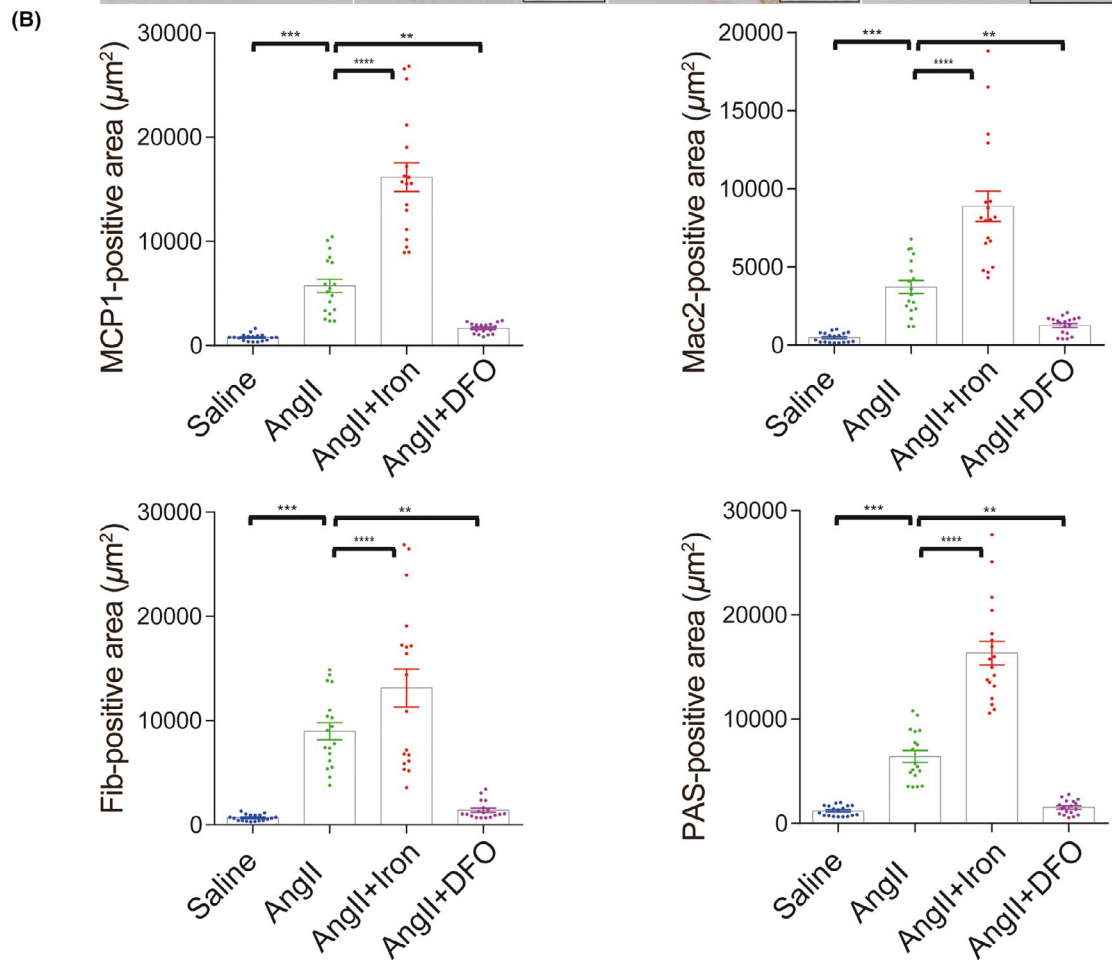 (B)
MCP1-positive area (µm²)
30000
20000
10000
0
***
**
****
Saline
AngII
AngII+Iron
AngII+DFO
Mac2-positive area (µm²)
20000
15000
10000
5000
0
***
**
****
Saline
AngII
AngII+Iron
AngII+DFO
Fib-positive area (µm²)
30000
20000
10000
0
***
**
****
Saline
AngII
AngII+Iron
AngII+DFO
PAS-positive area (µm²)
30000
20000
10000
0
***
**
****
Saline
AngII
AngII+Iron
AngII+DFO